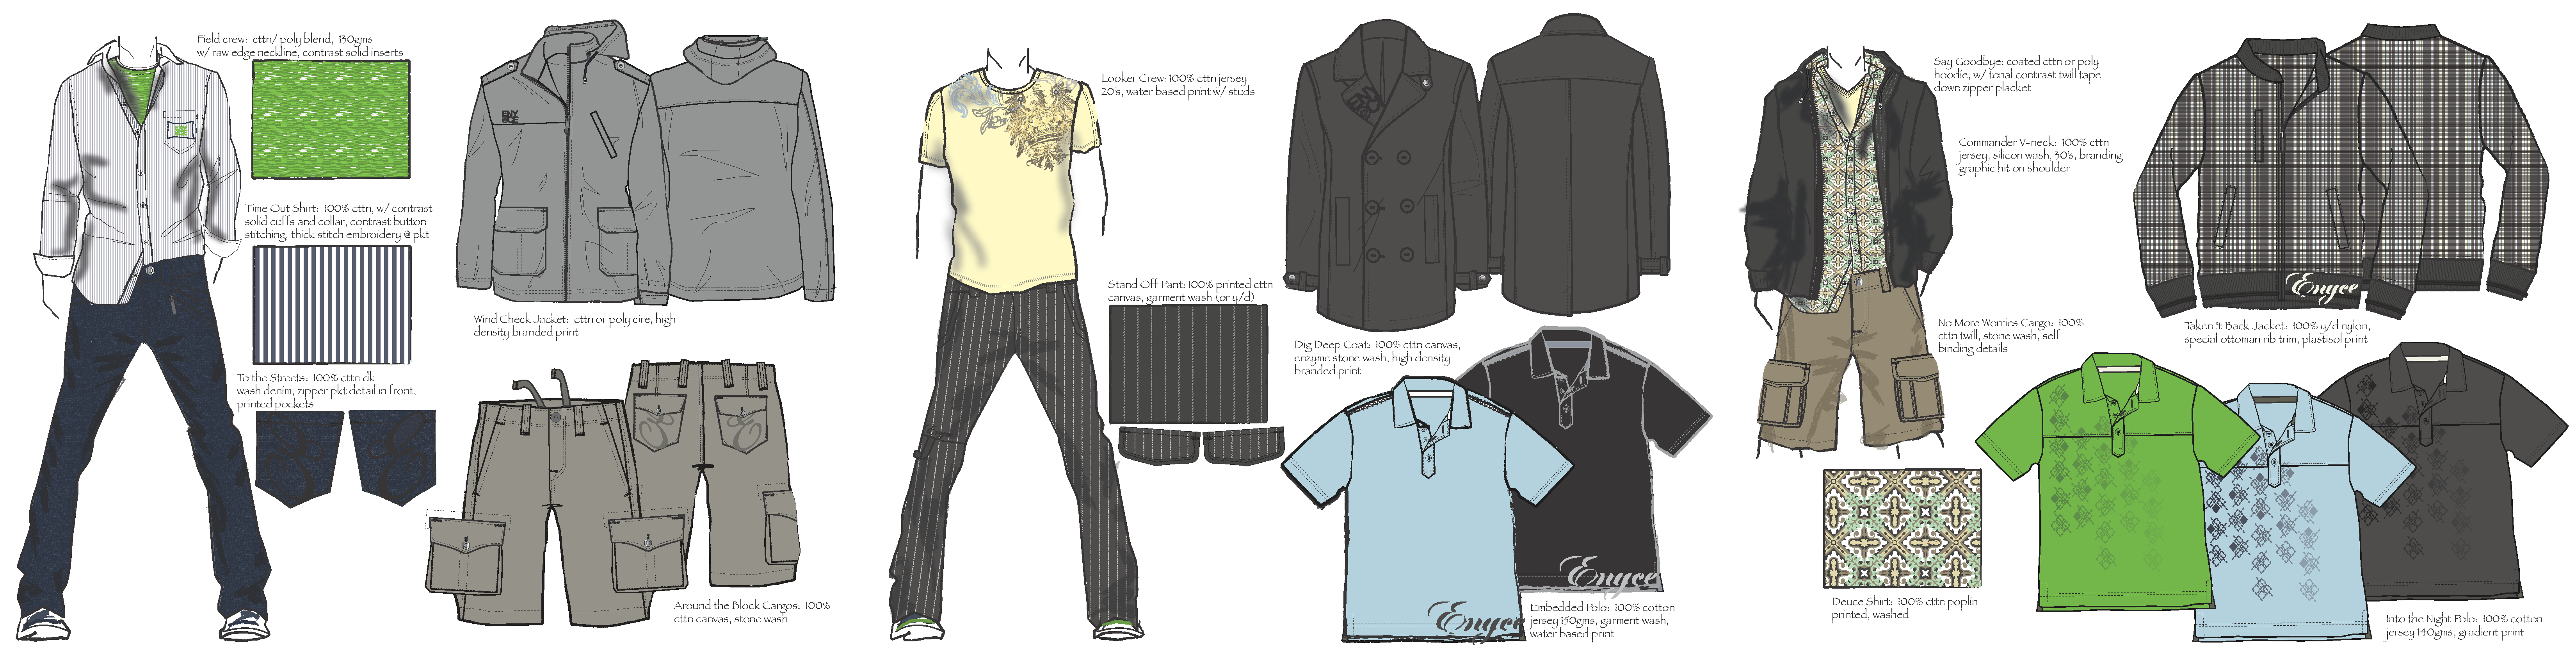 Field crew: cttn/ poly blend, 130gms
w/ raw edge neckline, contrast solid inserts
Time Out Shirt: 100% cttn, w/ contrast
solid cuffs and collar, contrast button
stitching, thick stitch embroidery @ pkt
To the Streets: 100% cttn dk
wash denim, zipper pkt detail in front,
printed pockets
ENY
CE
Wind Check Jacket: cttn or poly cire, high
density branded print
Around the Block Cargos: 100%
cttn canvas, stone wash
Looker Crew: 100% cttn jersey
20's, water based print w/ studs
Stand Off Pant: 100% printed cttn
canvas, garment wash (or y/d)
ENY
CE
Dig Deep Coat: 100% cttn canvas,
enzyme stone wash, high density
branded print
Enyce
Enyce
Embedded Polo: 100% cotton
jersey 150gms, garment wash,
water based print
Say Goodbye: coated cttn or poly
hoodie, w/ tonal contrast twill tape
down zipper placket
Commander V-neck: 100% cttn
jersey, silicon wash, 30's, branding
graphic hit on shoulder
No More Worries Cargo: 100%
cttn twill, stone wash, self
binding details
Deuce Shirt: 100% cttn poplin
printed, washed
Enyce
Taken It Back Jacket: 100% y/d nylon,
special ottoman rib trim, plastisol print
Into the Night Polo: 100% cotton
jersey 140gms, gradient print